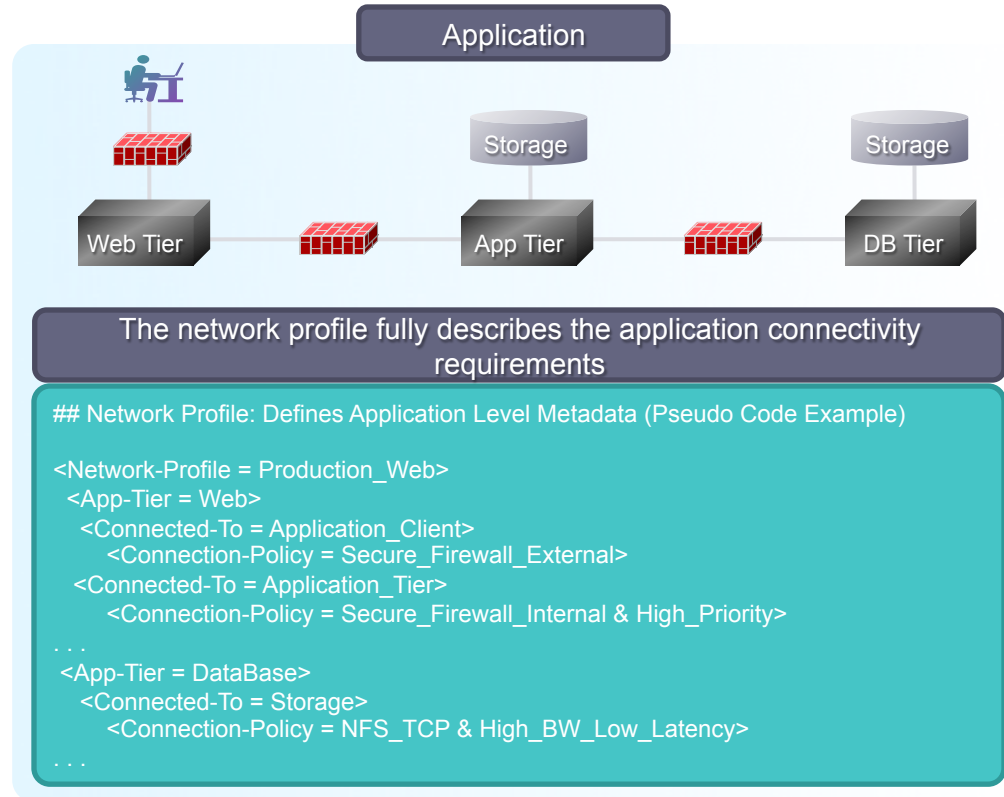 Application
Storage
Storage
Web Tier
App Tier
DB Tier
The network profile fully describes the application connectivity
requirements
## Network Profile: Defines Application Level Metadata (Pseudo Code Example)
<Network-Profile = Production_Web>
<App-Tier = Web>
<Connected-To = Application_Client>
<Connection-Policy = Secure_Firewall_External>
<Connected-To = Application_Tier>
<Connection-Policy = Secure_Firewall_Internal & High_Priority>
. . .
<App-Tier = DataBase>
<Connected-To = Storage>
<Connection-Policy = NFS_TCP & High_BW_Low_Latency>
. . .